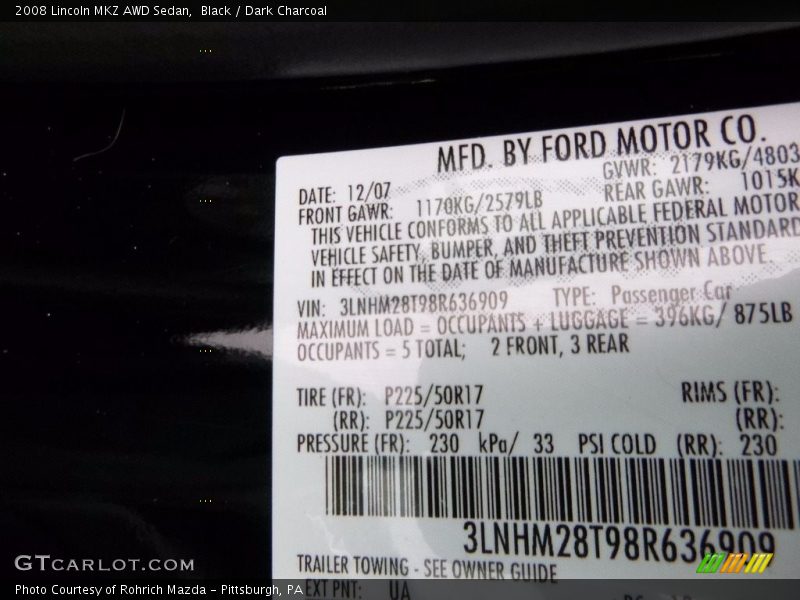 2008 Lincoln MKZ AWD Sedan,  Black / Dark Charcoal
MFD. BY FORD MOTOR CO.
DATE: 12/07 GVWR: 2179KG/4803
FRONT GAWR: 1170KG/2579LB REAR GAWR: 1015K
THIS VEHICLE CONFORMS TO ALL APPLICABLE FEDERAL MOTOR
VEHICLE SAFETY, BUMPER, AND THEFT PREVENTION STANDARD
IN EFFECT ON THE DATE OF MANUFACTURE SHOWN ABOVE.
VIN: 3LNHM28T98R636909 TYPE: Passenger Car
MAXIMUM LOAD = OCCUPANTS + LUGGAGE = 396KG/ 875LB
OCCUPANTS = 5 TOTAL; 2 FRONT, 3 REAR
TIRE (FR): P225/50R17 RIMS (FR):
(RR): P225/50R17 (RR):
PRESSURE (FR): 230 kPa/ 33 PSI COLD (RR): 230
3LNHM28T98R636909
TRAILER TOWING - SEE OWNER GUIDE
EXT PNT: UA
GTCARLOT.COM
Photo Courtesy of Rohrich Mazda - Pittsburgh, PA